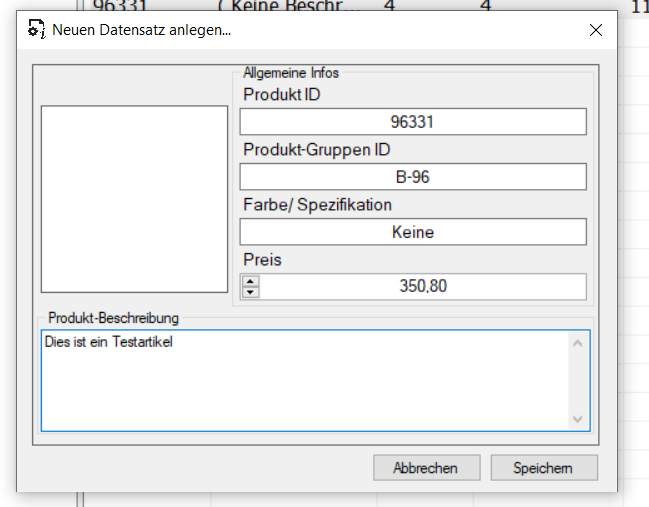 96331 ( Keine Beschr... 4 4 11
Neuen Datensatz anlegen...
Allgemeine Infos
Produkt ID
96331
Produkt-Gruppen ID
B-96
Farbe/ Spezifikation
Keine
Preis
350,80
Produkt-Beschreibung
Dies ist ein Testartikel
Abbrechen Speichern